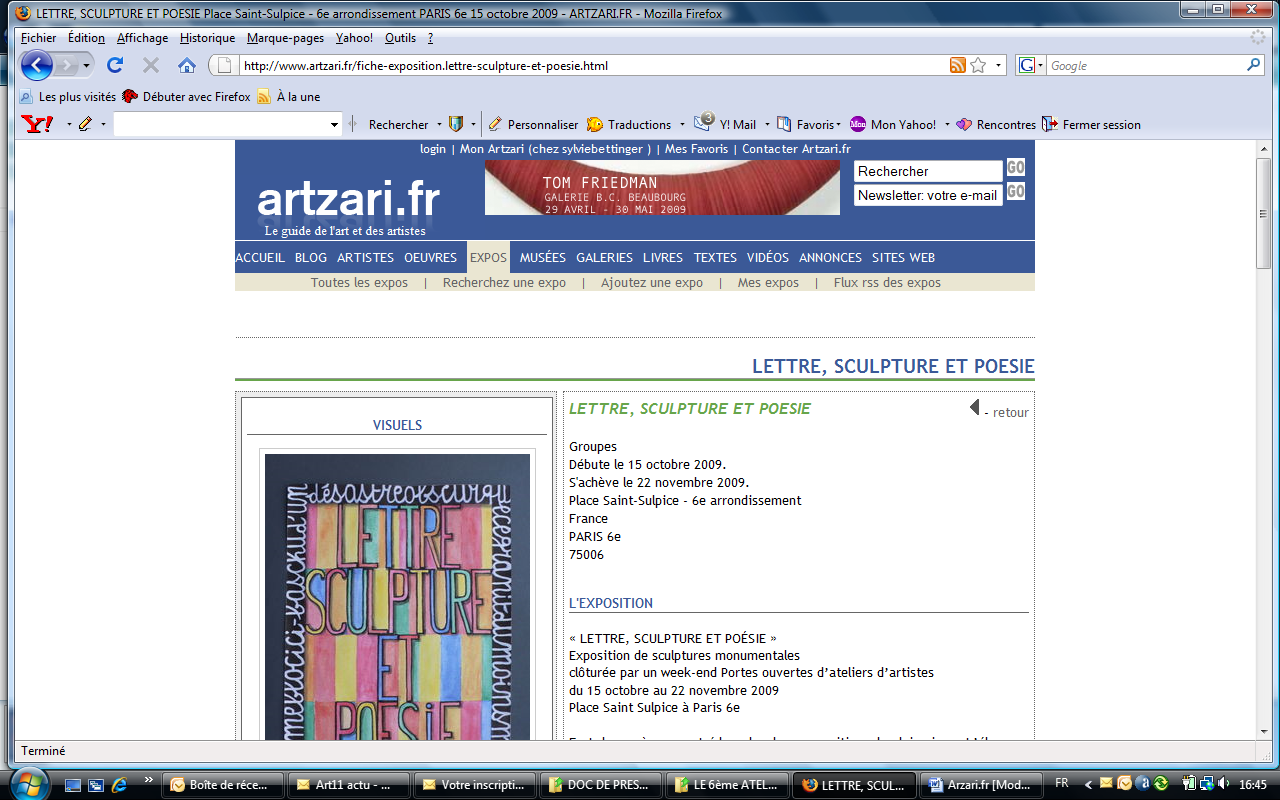 LETTRE, SCULPTURE ET POESIE Place Saint-Sulpice - 6e arrondissement PARIS 6e 15 octobre 2009 - ARTZARI.FR - Mozilla Firefox
Fichier Édition Affichage Historique Marque-pages Yahoo! Outils ?
http://www.artzari.fr/fiche-exposition.lettre-sculpture-et-poesie.html
G Google
Les plus visités Débuter avec Firefox À la une
Y! Rechercher Personnaliser Traductions 3 Y! Mail Favoris Mon Mon Yahoo! Rencontres Fermer session
login | Mon Artzari (chez sylviebettinger ) | Mes Favoris | Contacter Artzari.fr
artzari.fr
Le guide de l'art et des artistes
TOM FRIEDMAN
GALERIE B.C. BEAUBOURG
29 AVRIL - 30 MAI 2009
Rechercher GO
Newsletter: votre e-mail GO
ACCUEIL BLOG ARTISTES OEUVRES EXPOS MUSÉES GALERIES LIVRES TEXTES VIDÉOS ANNONCES SITES WEB
Toutes les expos | Recherchez une expo | Ajoutez une expo | Mes expos | Flux rss des expos
LETTRE, SCULPTURE ET POESIE
VISUELS
LETTRE
SCULPTURE
ET
POESiE
LETTRE, SCULPTURE ET POESIE
- retour
Groupes
Débute le 15 octobre 2009.
S'achève le 22 novembre 2009.
Place Saint-Sulpice - 6e arrondissement
France
PARIS 6e
75006
L'EXPOSITION
« LETTRE, SCULPTURE ET POÉSIE »
Exposition de sculptures monumentales
clôturée par un week-end Portes ouvertes d’ateliers d’artistes
du 15 octobre au 22 novembre 2009
Place Saint Sulpice à Paris 6e
Terminé
Boîte de réce... Art11 actu - ... Votre inscripti... DOC DE PRES... LE 6ème ATEL... LETTRE, SCUL... Arzari.fr [Mod... FR 16:45